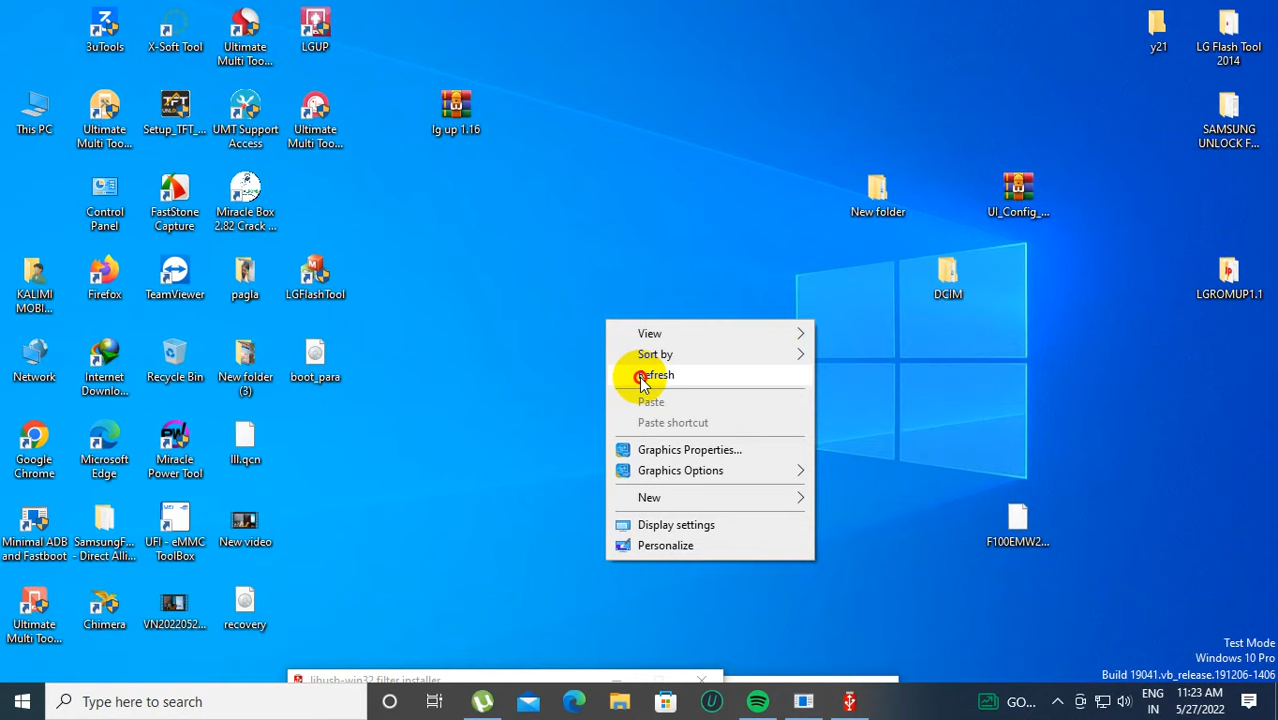 3uTools
X-Soft Tool
Ultimate
Multi Too...
LGUP
y21
LG Flash Tool
2014
This PC
Ultimate
Multi Too...
Setup_TFT_...
UMT Support
Access
Ultimate
Multi Too...
lg up 1.16
SAMSUNG
UNLOCK F...
Control
Panel
FastStone
Capture
Miracle Box
2.82 Crack ...
New folder
UI_Config_...
KALIMI
MOBI...
Firefox
TeamViewer
pagla
LGFlashTool
DCIM
LGROMUP1.1
Network
Internet
Downlo...
Recycle Bin
New folder
(3)
boot_para
View
Sort by
Refresh
Paste
Paste shortcut
Graphics Properties...
Graphics Options
New
Display settings
Personalize
Google
Chrome
Microsoft
Edge
Miracle
Power Tool
lll.qcn
Minimal ADB
and Fastboot
SamsungF...
- Direct Alli...
UFI - eMMC
ToolBox
New video
F100EMW2...
Ultimate
Multi Too...
Chimera
VN2022052...
recovery
Test Mode
Windows 10 Pro
Build 19041.vb_release.191206-1406
libusb-win32 filter installer
Type here to search
GO...
ENG
IN
11:23 AM
5/27/2022